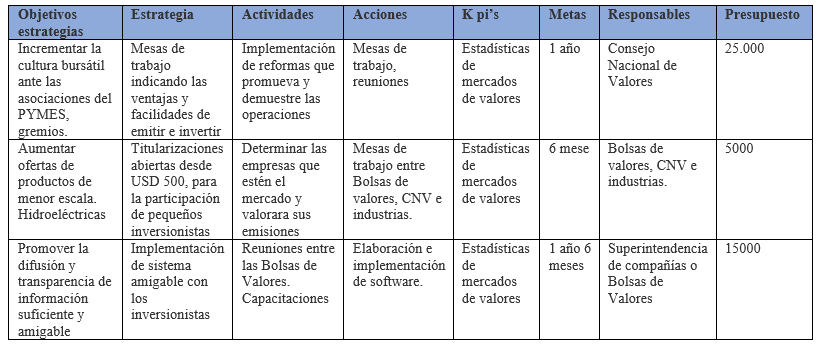 Objetivos estrategias
Estrategia
Actividades
Acciones
K pi's
Metas
Responsables
Presupuesto
Incrementar la
cultura bursátil
ante las
asociaciones del
PYMES,
gremios.
Mesas de
trabajo
indicando las
ventajas y
facilidades de
emitir e invertir
Implementación
de reformas que
promueva y
demuestre las
operaciones
Mesas de
trabajo,
reuniones
Estadísticas
de
mercados
de valores
1 año
Consejo
Nacional de
Valores
25.000
Aumentar
ofertas de
productos de
menor escala.
Hidroeléctricas
Titularizaciones
abiertas desde
USD 500, para
la participación
de pequeños
inversionistas
Determinar las
empresas que
estén el
mercado y
valorara sus
emisiones
Mesas de
trabajo entre
Bolsas de
valores, CNV e
industrias.
Estadísticas
de
mercados
de valores
6 mese
Bolsas de
valores, CNV e
industrias.
5000
Promover la
difusión y
transparencia de
información
suficiente y
amigable
Implementación
de sistema
amigable con
los
inversionistas
Reuniones entre
las Bolsas de
Valores.
Capacitaciones
Elaboración e
implementación
de software.
Estadísticas
de
mercados
de valores
1 año 6
meses
Superintendencia
de compañías o
Bolsas de
Valores
15000